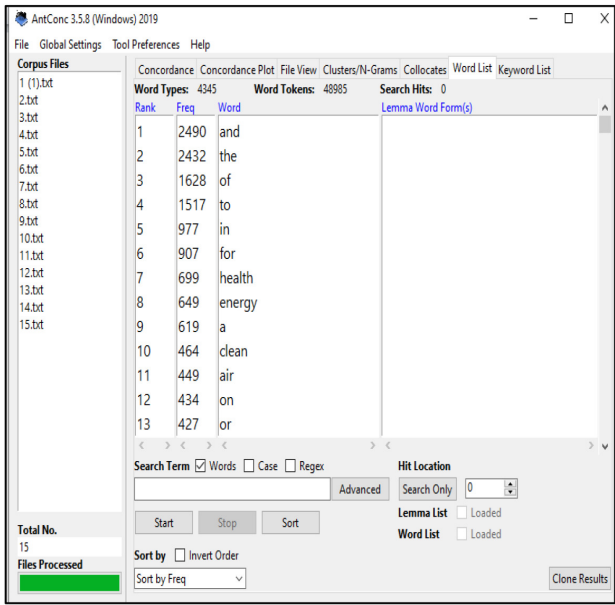 AntConc 3.5.8 (Windows) 2019
File Global Settings Tool Preferences Help
Corpus Files
1 (1).txt
2.txt
3.txt
4.txt
5.txt
6.txt
7.txt
8.txt
9.txt
10.txt
11.txt
12.txt
13.txt
14.txt
15.txt
Total No.
15
Files Processed
Concordance Concordance Plot File View Clusters/N-Grams Collocates Word List Keyword List
Word Types: 4345 Word Tokens: 48985 Search Hits: 0
Rank Freq Word Lemma Word Form(s)
1 2490 and
2 2432 the
3 1628 of
4 1517 to
5 977 in
6 907 for
7 699 health
8 649 energy
9 619 a
10 464 clean
11 449 air
12 434 on
13 427 or
Search Term Words Case Regex Hit Location
Advanced Search Only 0
Start Stop Sort Lemma List Loaded
Word List Loaded
Sort by Invert Order
Sort by Freq Clone Results